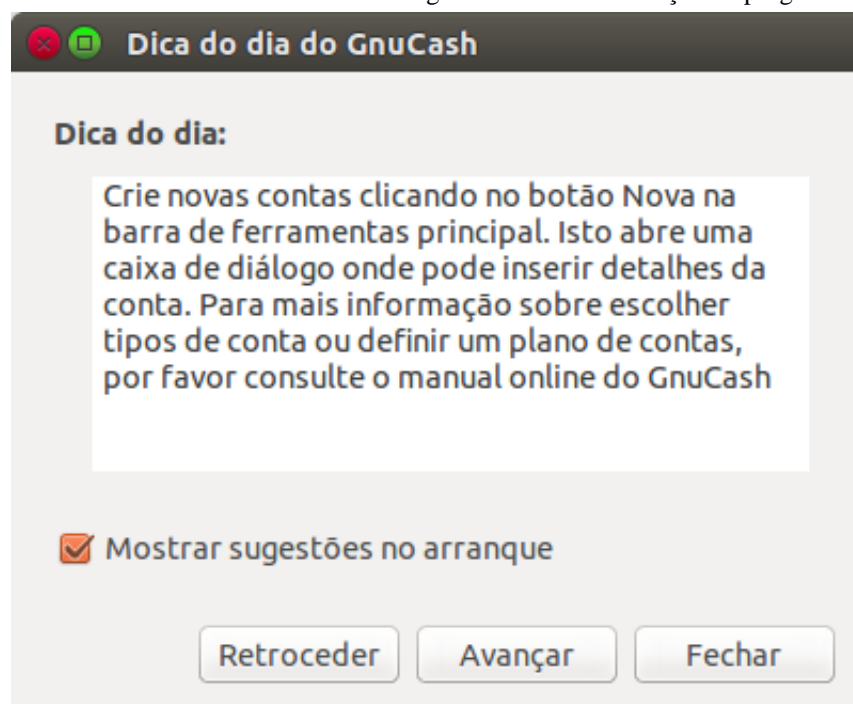 Dica do dia do GnuCash
Dica do dia:
Crie novas contas clicando no botão Nova na
barra de ferramentas principal. Isto abre uma
caixa de diálogo onde pode inserir detalhes da
conta. Para mais informação sobre escolher
tipos de conta ou definir um plano de contas,
por favor consulte o manual online do GnuCash
Mostrar sugestões no arranque
Retroceder Avançar Fechar